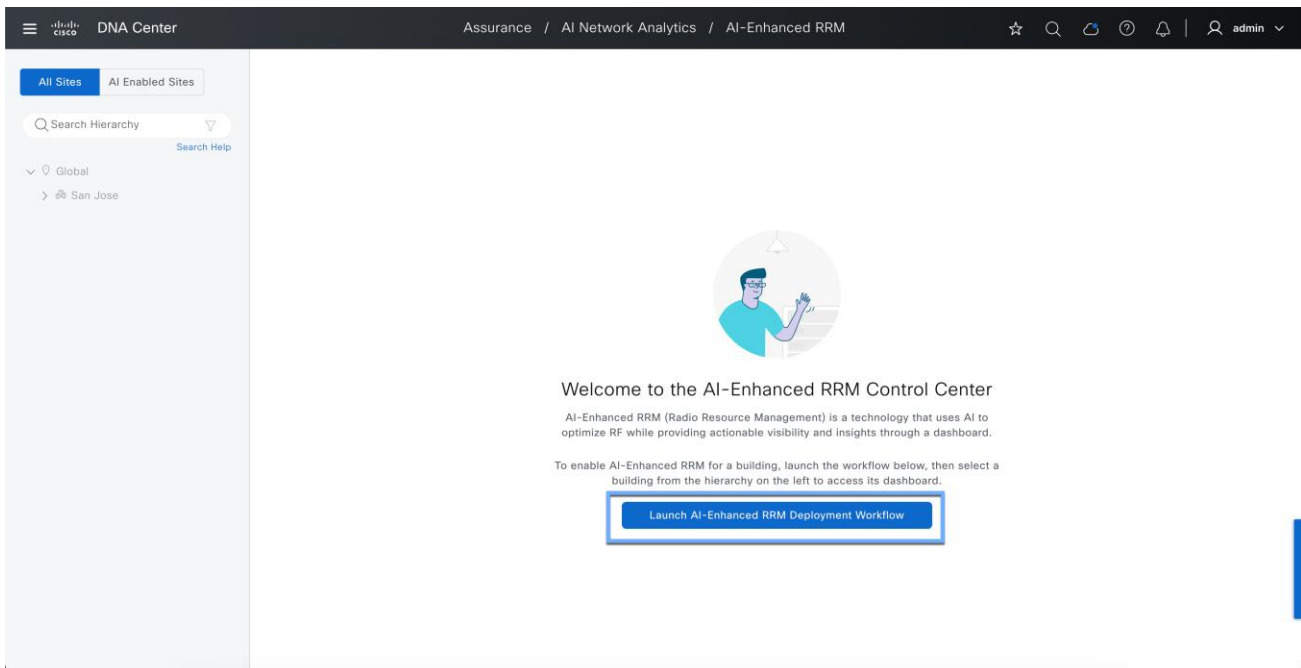 cisco DNA Center
Assurance / AI Network Analytics / AI-Enhanced RRM
admin
All Sites
AI Enabled Sites
Search Hierarchy
Search Help
Global
San Jose
Welcome to the AI-Enhanced RRM Control Center
AI-Enhanced RRM (Radio Resource Management) is a technology that uses AI to
optimize RF while providing actionable visibility and insights through a dashboard.
To enable AI-Enhanced RRM for a building, launch the workflow below, then select a
building from the hierarchy on the left to access its dashboard.
Launch AI-Enhanced RRM Deployment Workflow